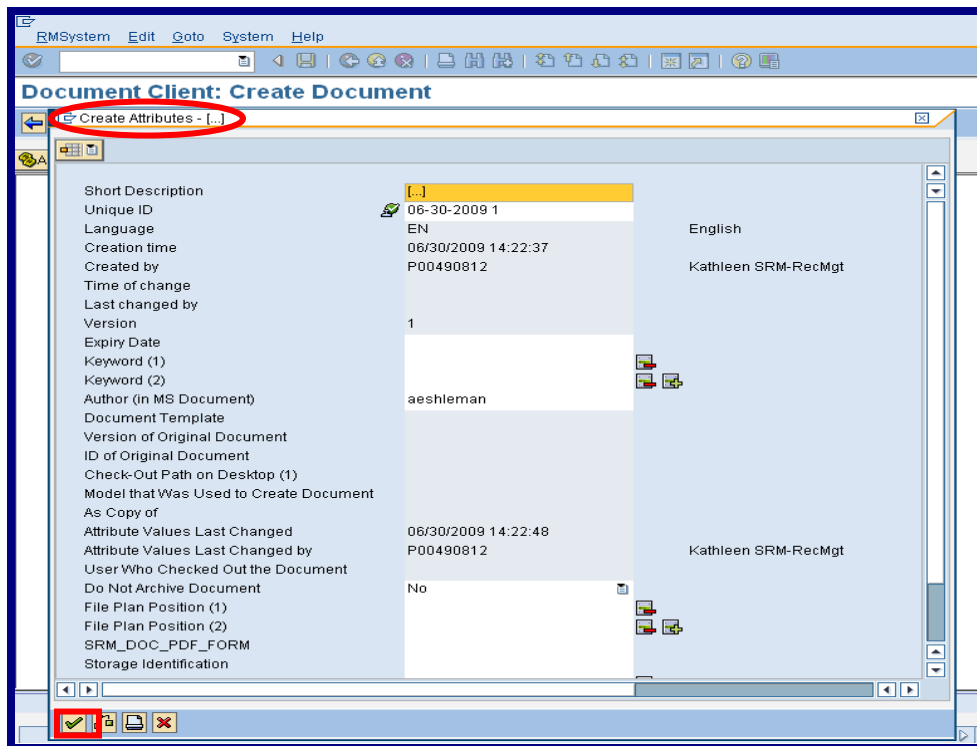 RMSystem Edit Goto System Help
Document Client: Create Document
Create Attributes - [...]
Short Description [...]
Unique ID 06-30-2009 1
Language EN English
Creation time 06/30/2009 14:22:37
Created by P00490812 Kathleen SRM-RecMgt
Time of change
Last changed by
Version 1
Expiry Date
Keyword (1)
Keyword (2)
Author (in MS Document) aeshleman
Document Template
Version of Original Document
ID of Original Document
Check-Out Path on Desktop (1)
Model that Was Used to Create Document
As Copy of
Attribute Values Last Changed 06/30/2009 14:22:48
Attribute Values Last Changed by P00490812 Kathleen SRM-RecMgt
User Who Checked Out the Document
Do Not Archive Document No
File Plan Position (1)
File Plan Position (2)
SRM_DOC_PDF_FORM
Storage Identification